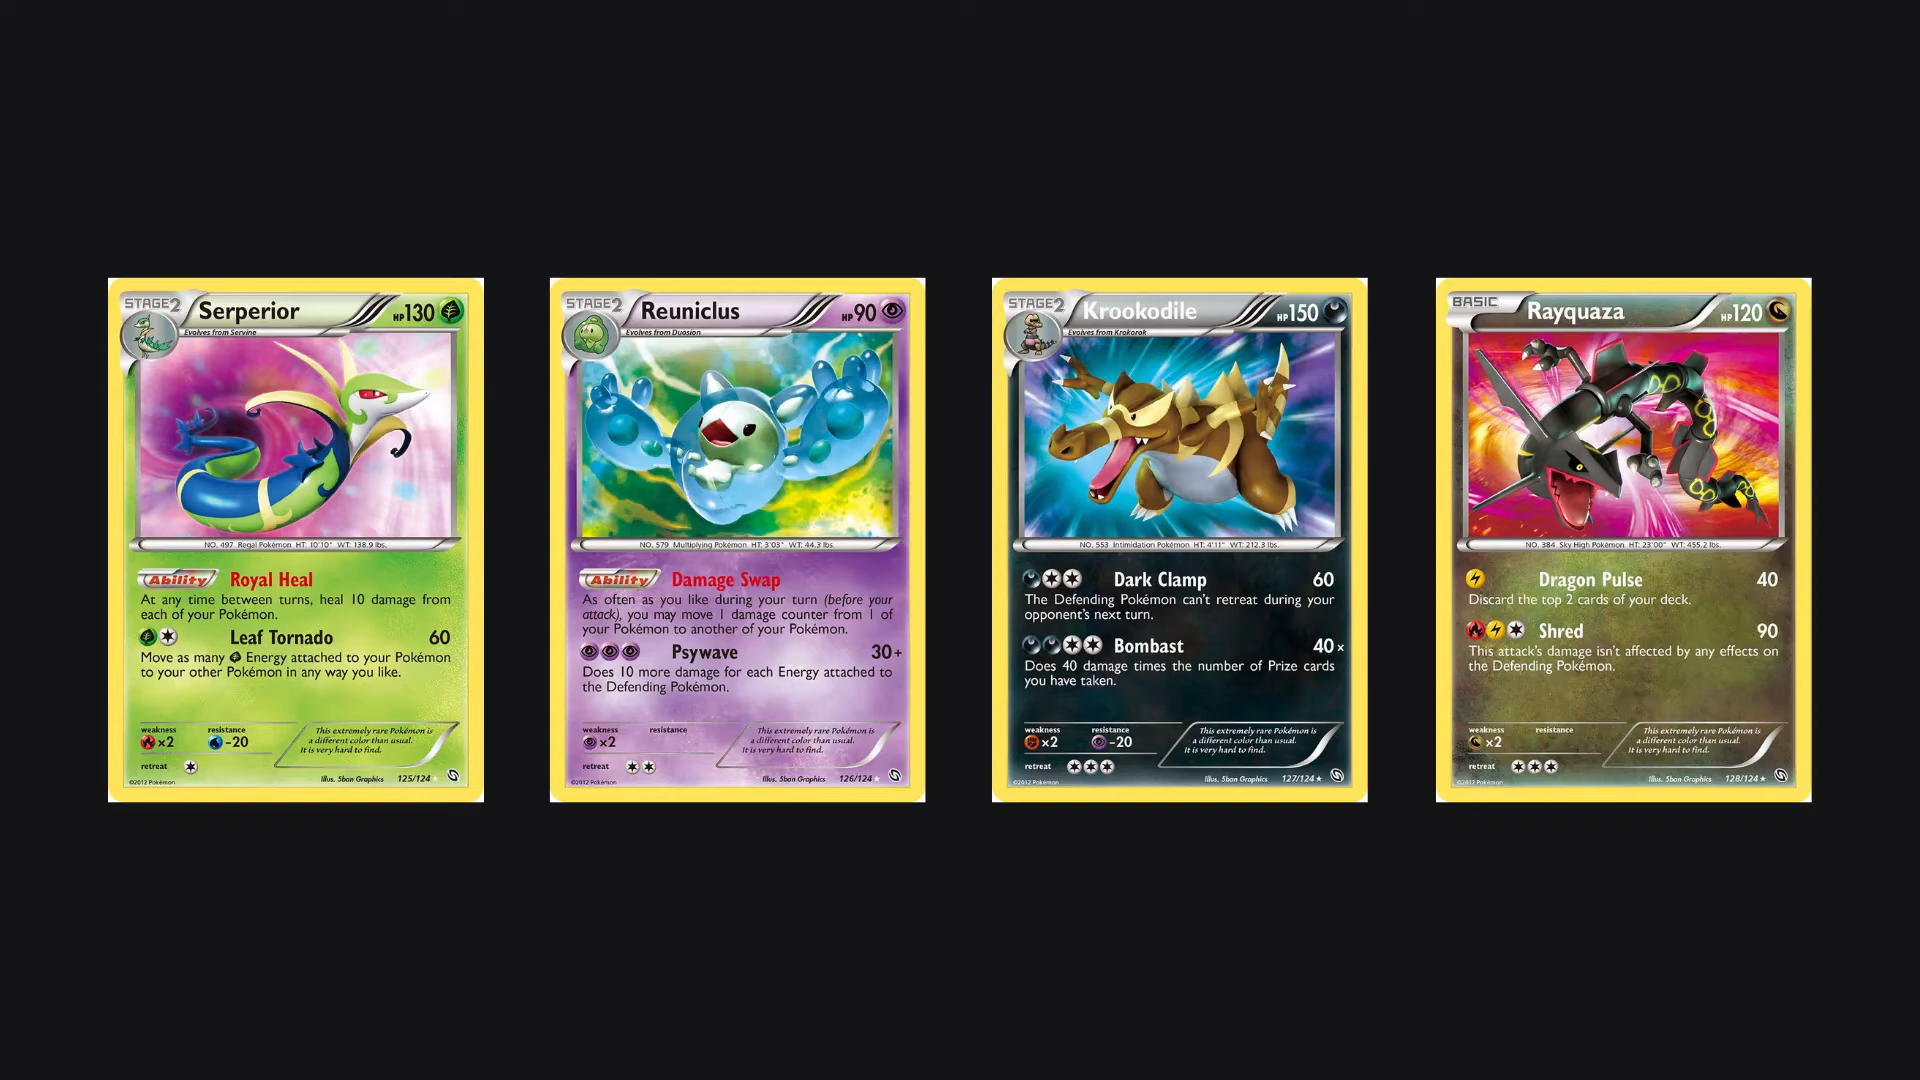 STAGE2 Serperior HP130
Evolves from Servine
NO. 497 Regal Pokémon HT: 10'10" WT: 138.9 lbs.
Ability Royal Heal
At any time between turns, heal 10 damage from
each of your Pokémon.
Leaf Tornado 60
Move as many Energy attached to your Pokémon
to your other Pokémon in any way you like.
weakness resistance
×2 -20
retreat
This extremely rare Pokémon is
a different color than usual.
It is very hard to find.
Illus. 5ban Graphics 125/124
©2012 Pokémon
STAGE2 Reuniclus HP90
Evolves from Duosion
NO. 579 Multiplying Pokémon HT: 3'03" WT: 44.3 lbs.
Ability Damage Swap
As often as you like during your turn (before your
attack), you may move 1 damage counter from 1 of
your Pokémon to another of your Pokémon.
Psywave 30+
Does 10 more damage for each Energy attached to
the Defending Pokémon.
weakness resistance
×2
retreat
This extremely rare Pokémon is
a different color than usual.
It is very hard to find.
Illus. 5ban Graphics 126/124
©2012 Pokémon
STAGE2 Krookodile HP150
Evolves from Krokorok
NO. 553 Intimidation Pokémon HT: 4'11" WT: 212.3 lbs.
Dark Clamp 60
The Defending Pokémon can't retreat during your
opponent's next turn.
Bombast 40×
Does 40 damage times the number of Prize cards
you have taken.
weakness resistance
×2 -20
retreat
This extremely rare Pokémon is
a different color than usual.
It is very hard to find.
Illus. 5ban Graphics 127/124 ★
©2012 Pokémon
BASIC Rayquaza HP120
NO. 384 Sky High Pokémon HT: 23'00" WT: 455.2 lbs.
Dragon Pulse 40
Discard the top 2 cards of your deck.
Shred 90
This attack's damage isn't affected by any effects on
the Defending Pokémon.
weakness resistance
×2
retreat
This extremely rare Pokémon is
a different color than usual.
It is very hard to find.
Illus. 5ban Graphics 128/124 ★
©2012 Pokémon